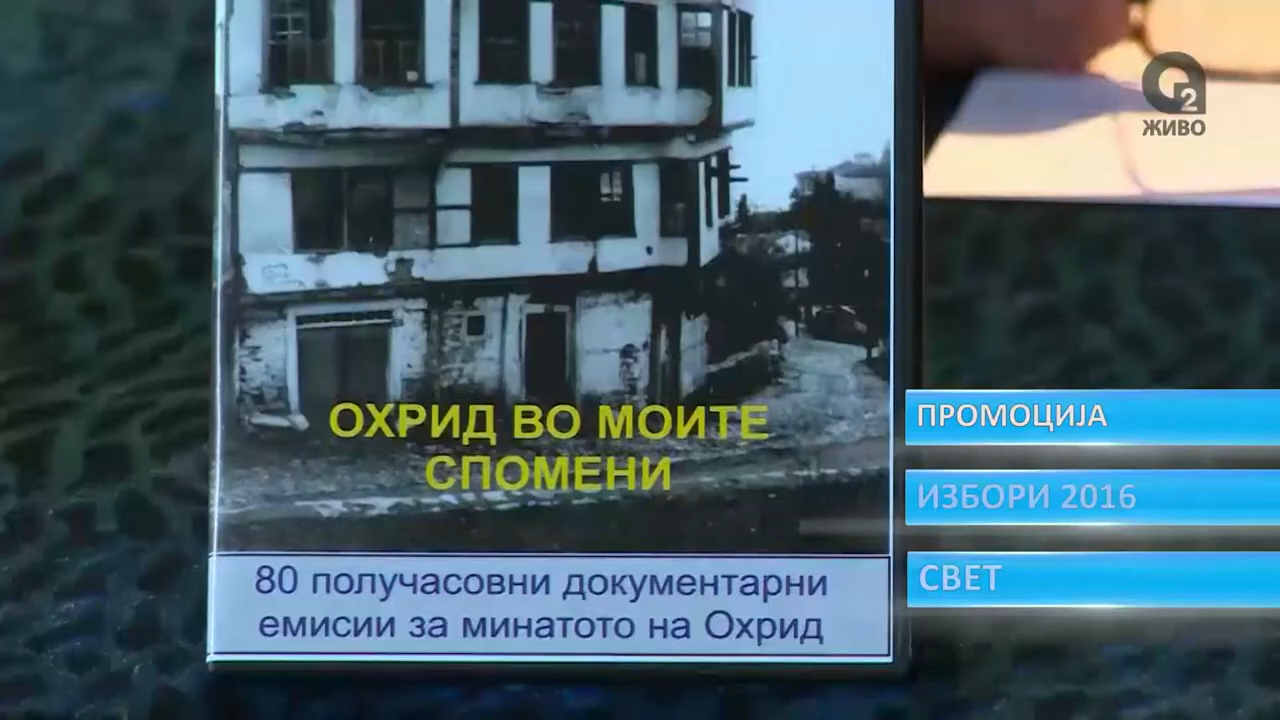 2
ЖИВО
ОХРИД ВО МОИТЕ
СПОМЕНИ
80 получасовни документарни
емисии за минатото на Охрид
ПРОМОЦИЈА
ИЗБОРИ 2016
СВЕТ